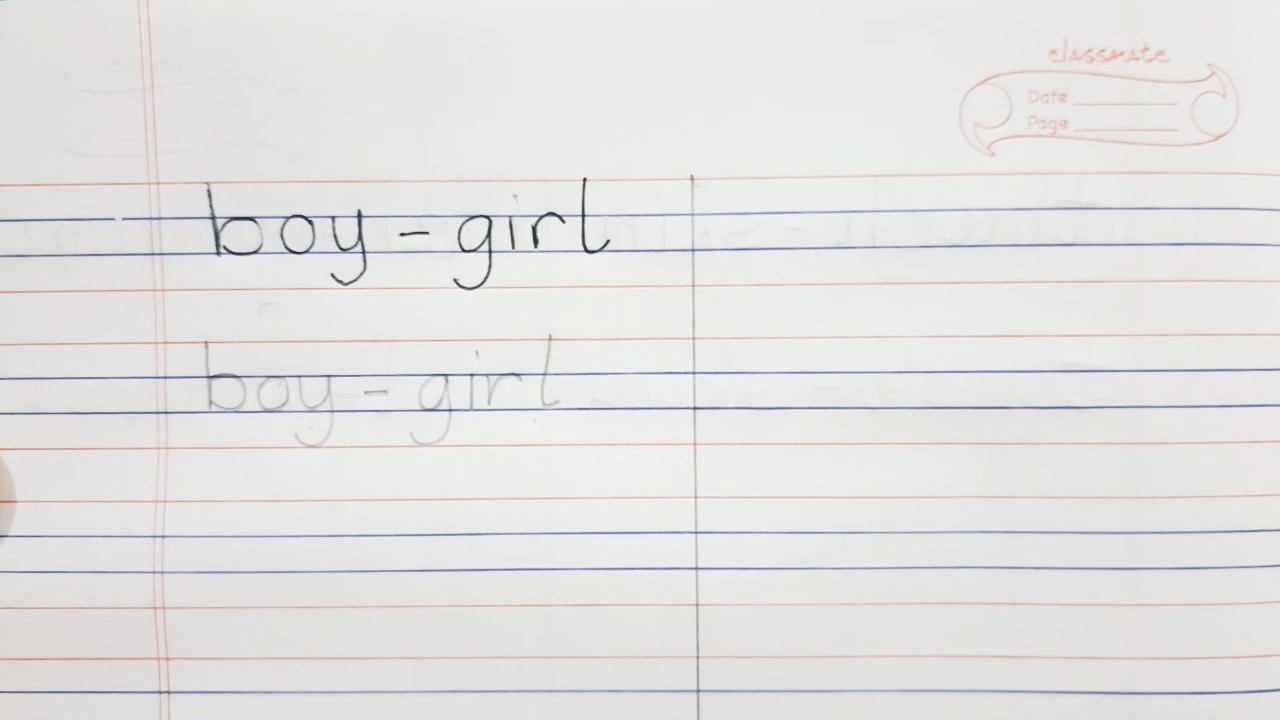 classmate
Date
Page
boy - girl
boy - girl